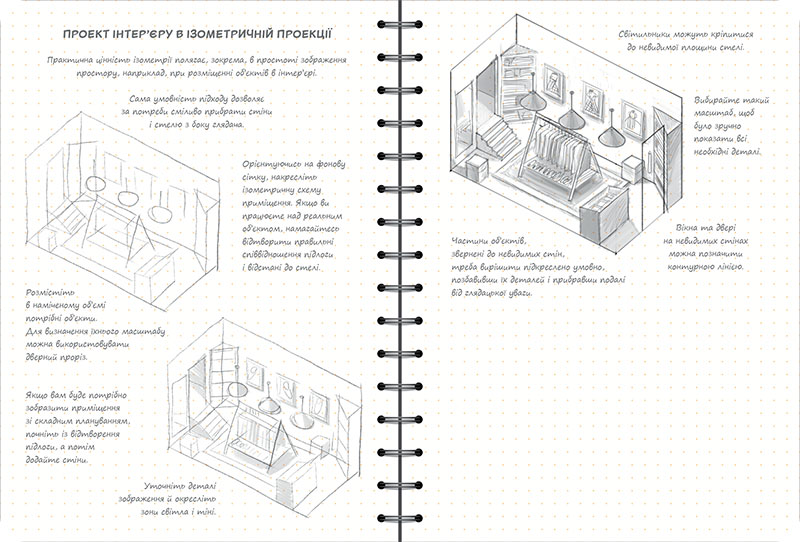 ПРОЕКТ ІНТЕР'ЄРУ В ІЗОМЕТРИЧНІЙ ПРОЕКЦІЇ
Практична цінність ізометрії полягає, зокрема, в простоті зображення
простору, наприклад, при розміщенні об'єктів в інтер'єрі.
Сама умовність підходу дозволяє
за потреби сміливо прибрати стіни
і стелю з боку глядача.
Орієнтуючись на фонову
сітку, накресліть
ізометричну схему
приміщення. Якщо ви
працюєте над реальним
об'єктом, намагайтесь
відтворити правильні
співвідношення підлоги
і відстані до стелі.
Розмістіть
в наміченому об'ємі
потрібні об'єкти.
Для визначення їхнього масштабу
можна використовувати
дверний проріз.
Якщо вам буде потрібно
зобразити приміщення
зі складним плануванням,
почніть із відтворення
підлоги, а потім
додайте стіни.
Уточніть деталі
зображення й окресліть
зони світла і тіні.
Світильники можуть кріпитися
до невидимої площини стелі.
Вибирайте такий
масштаб, щоб
було зручно
показати всі
необхідні деталі.
Вікна та двері
на невидимих стінах
можна позначити
контурною лінією.
Частини об'єктів,
звернені до невидимих стін,
треба вирішити підкреслено умовно,
позбавивши їх деталей і прибравши подалі
від глядацької уваги.